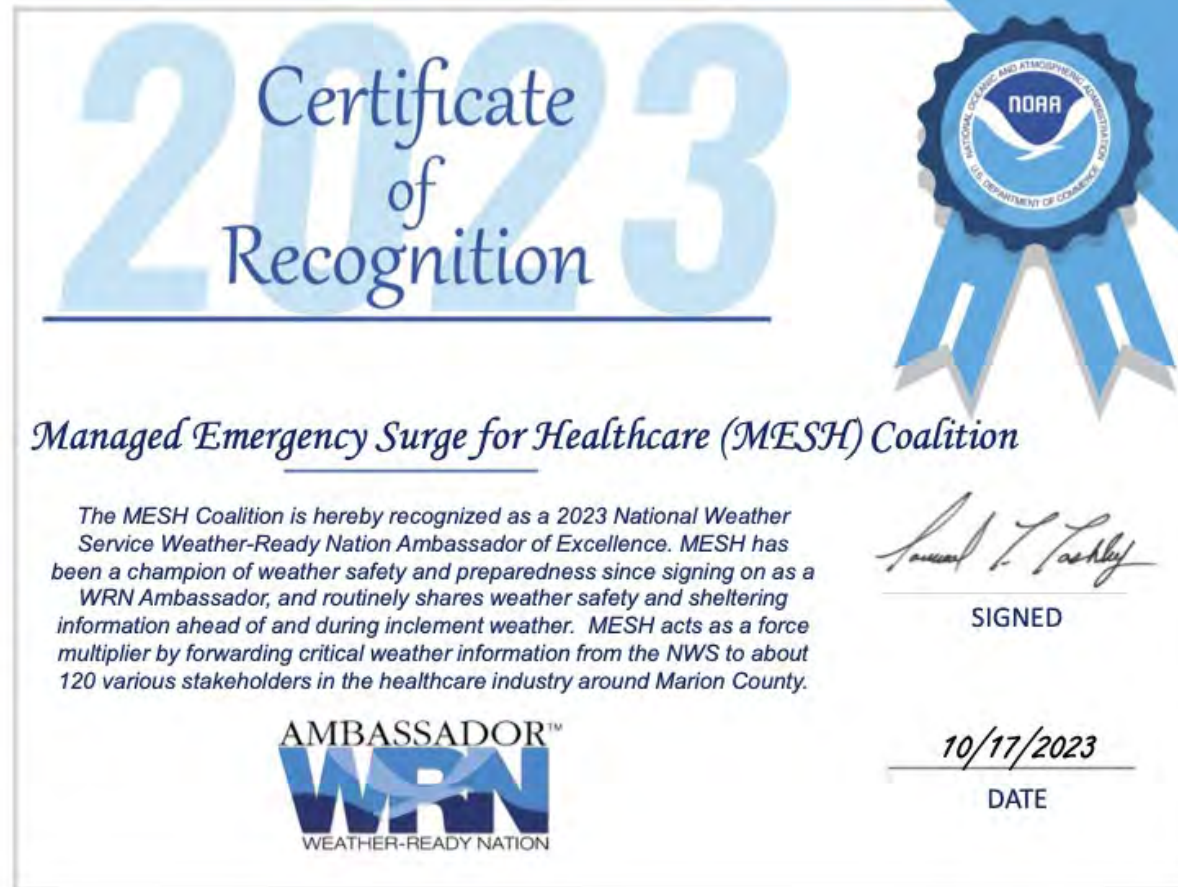 2023
Certificate
of
Recognition
NATIONAL OCEANIC AND ATMOSPHERIC ADMINISTRATION
NOAA
U.S. DEPARTMENT OF COMMERCE
Managed Emergency Surge for Healthcare (MESH) Coalition
The MESH Coalition is hereby recognized as a 2023 National Weather
Service Weather-Ready Nation Ambassador of Excellence. MESH has
been a champion of weather safety and preparedness since signing on as a
WRN Ambassador, and routinely shares weather safety and sheltering
information ahead of and during inclement weather. MESH acts as a force
multiplier by forwarding critical weather information from the NWS to about
120 various stakeholders in the healthcare industry around Marion County.
SIGNED
10/17/2023
DATE
AMBASSADOR™
WRN
WEATHER-READY NATION